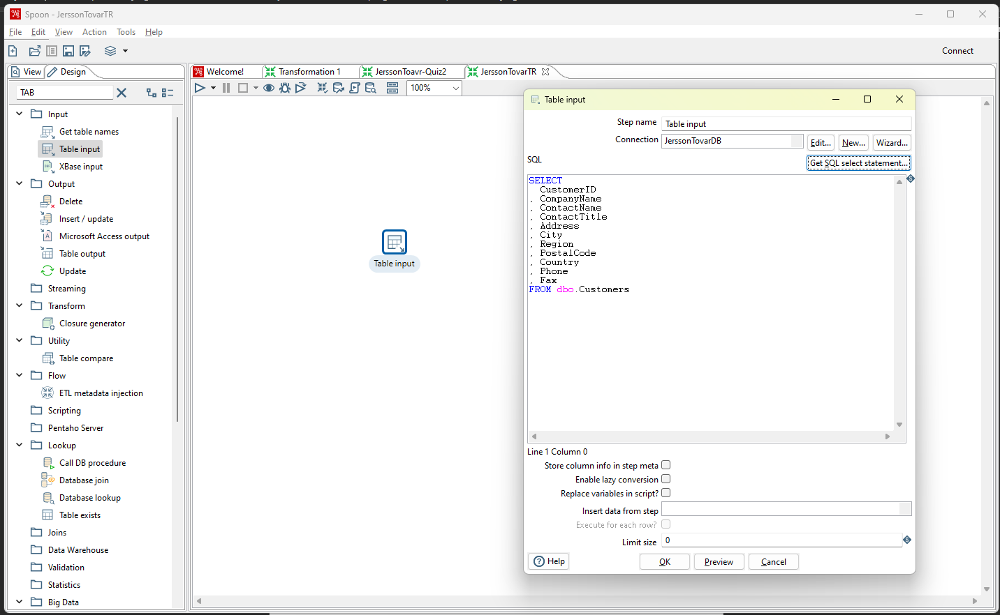 Spoon - JerssonTovarTR
File Edit View Action Tools Help
Connect
View Design
Welcome! Transformation 1 JerssonToavr-Quiz2 JerssonTovarTR
TAB
100%
Input
Get table names
Table input
XBase input
Output
Delete
Insert / update
Microsoft Access output
Table output
Update
Streaming
Transform
Closure generator
Utility
Table compare
Flow
ETL metadata injection
Scripting
Pentaho Server
Lookup
Call DB procedure
Database join
Database lookup
Table exists
Joins
Data Warehouse
Validation
Statistics
Big Data
Table input
Table input
Step name Table input
Connection JerssonTovarDB Edit... New... Wizard...
SQL Get SQL select statement...
SELECT
CustomerID
, CompanyName
, ContactName
, ContactTitle
, Address
, City
, Region
, PostalCode
, Country
, Phone
, Fax
FROM dbo.Customers
Line 1 Column 0
Store column info in step meta
Enable lazy conversion
Replace variables in script?
Insert data from step
Execute for each row?
Limit size 0
Help OK Preview Cancel